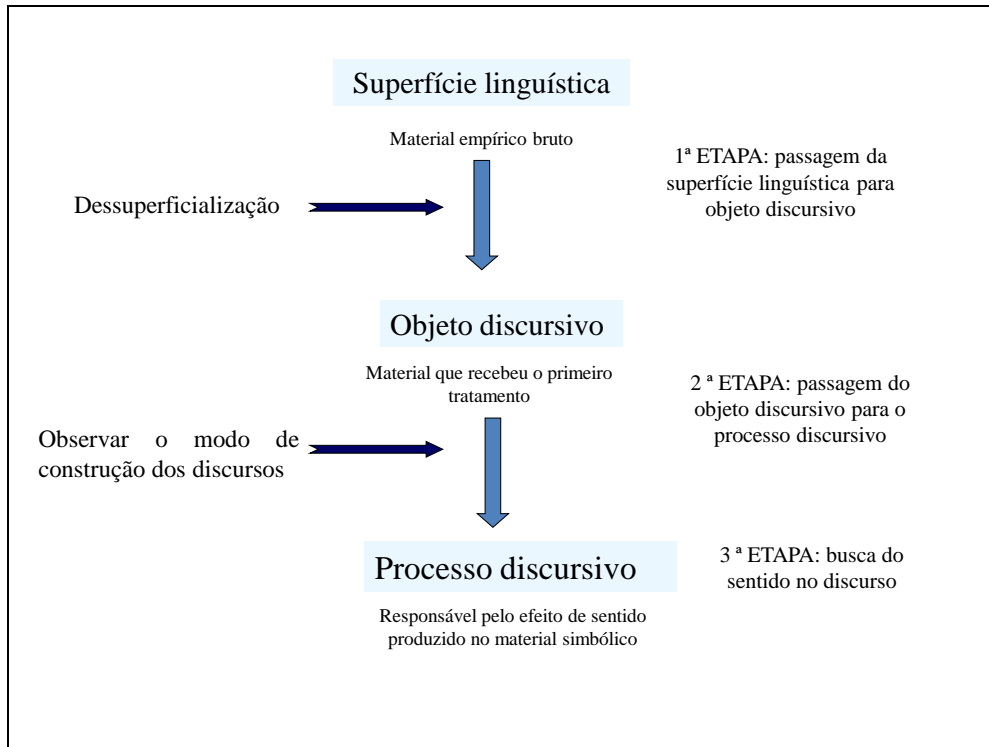 Superfície linguística
Material empírico bruto
1ª ETAPA: passagem da
superfície linguística para
objeto discursivo
Dessuperficialização
Objeto discursivo
Material que recebeu o primeiro
tratamento
2 ª ETAPA: passagem do
objeto discursivo para o
processo discursivo
Observar o modo de
construção dos discursos
Processo discursivo
3 ª ETAPA: busca do
sentido no discurso
Responsável pelo efeito de sentido
produzido no material simbólico